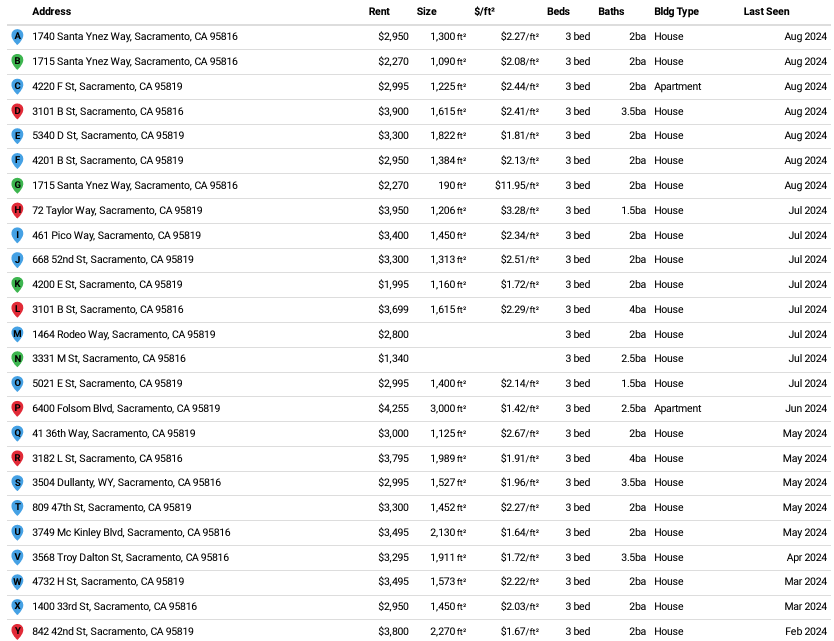 Address Rent Size $/ft² Beds Baths Bldg Type Last Seen
A 1740 Santa Ynez Way, Sacramento, CA 95816 $2,950 1,300 ft² $2.27/ft² 3 bed 2ba House Aug 2024
B 1715 Santa Ynez Way, Sacramento, CA 95816 $2,270 1,090 ft² $2.08/ft² 3 bed 2ba House Aug 2024
C 4220 F St, Sacramento, CA 95819 $2,995 1,225 ft² $2.44/ft² 3 bed 2ba Apartment Aug 2024
D 3101 B St, Sacramento, CA 95816 $3,900 1,615 ft² $2.41/ft² 3 bed 3.5ba House Aug 2024
E 5340 D St, Sacramento, CA 95819 $3,300 1,822 ft² $1.81/ft² 3 bed 2ba House Aug 2024
F 4201 B St, Sacramento, CA 95819 $2,950 1,384 ft² $2.13/ft² 3 bed 2ba House Aug 2024
G 1715 Santa Ynez Way, Sacramento, CA 95816 $2,270 190 ft² $11.95/ft² 3 bed 2ba House Aug 2024
H 72 Taylor Way, Sacramento, CA 95819 $3,950 1,206 ft² $3.28/ft² 3 bed 1.5ba House Jul 2024
I 461 Pico Way, Sacramento, CA 95819 $3,400 1,450 ft² $2.34/ft² 3 bed 2ba House Jul 2024
J 668 52nd St, Sacramento, CA 95819 $3,300 1,313 ft² $2.51/ft² 3 bed 2ba House Jul 2024
K 4200 E St, Sacramento, CA 95819 $1,995 1,160 ft² $1.72/ft² 3 bed 2ba House Jul 2024
L 3101 B St, Sacramento, CA 95816 $3,699 1,615 ft² $2.29/ft² 3 bed 4ba House Jul 2024
M 1464 Rodeo Way, Sacramento, CA 95819 $2,800 3 bed 2ba House Jul 2024
N 3331 M St, Sacramento, CA 95816 $1,340 3 bed 2.5ba House Jul 2024
O 5021 E St, Sacramento, CA 95819 $2,995 1,400 ft² $2.14/ft² 3 bed 1.5ba House Jul 2024
P 6400 Folsom Blvd, Sacramento, CA 95819 $4,255 3,000 ft² $1.42/ft² 3 bed 2.5ba Apartment Jun 2024
Q 41 36th Way, Sacramento, CA 95819 $3,000 1,125 ft² $2.67/ft² 3 bed 2ba House May 2024
R 3182 L St, Sacramento, CA 95816 $3,795 1,989 ft² $1.91/ft² 3 bed 4ba House May 2024
S 3504 Dullanty, WY, Sacramento, CA 95816 $2,995 1,527 ft² $1.96/ft² 3 bed 3.5ba House May 2024
T 809 47th St, Sacramento, CA 95819 $3,300 1,452 ft² $2.27/ft² 3 bed 2ba House May 2024
U 3749 Mc Kinley Blvd, Sacramento, CA 95816 $3,495 2,130 ft² $1.64/ft² 3 bed 2ba House May 2024
V 3568 Troy Dalton St, Sacramento, CA 95816 $3,295 1,911 ft² $1.72/ft² 3 bed 3.5ba House Apr 2024
W 4732 H St, Sacramento, CA 95819 $3,495 1,573 ft² $2.22/ft² 3 bed 2ba House Mar 2024
X 1400 33rd St, Sacramento, CA 95816 $2,950 1,450 ft² $2.03/ft² 3 bed 2ba House Mar 2024
Y 842 42nd St, Sacramento, CA 95819 $3,800 2,270 ft² $1.67/ft² 3 bed 2ba House Feb 2024